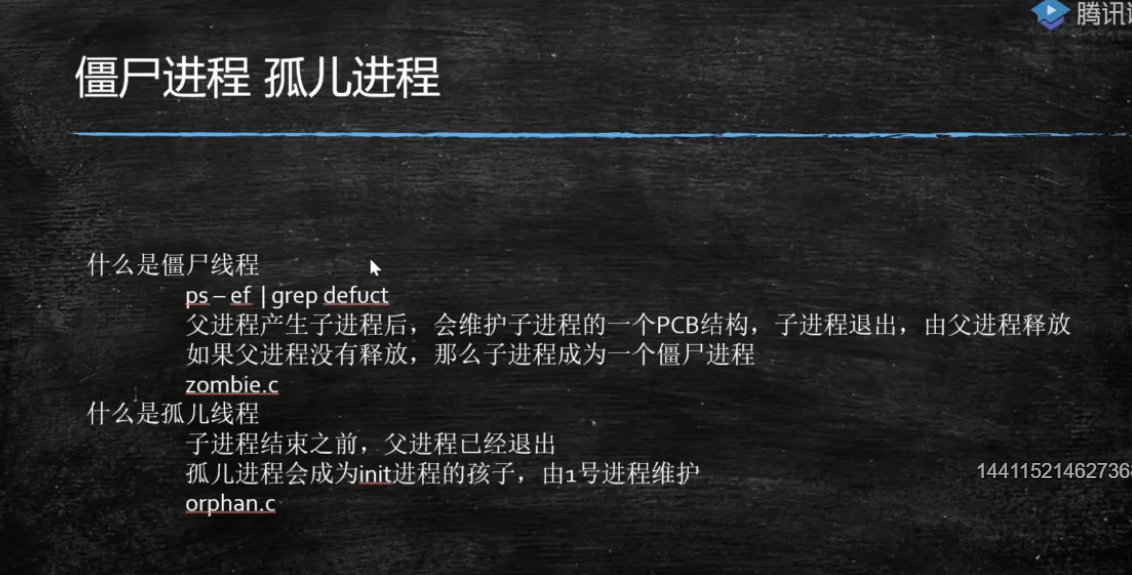 腾讯
僵尸进程 孤儿进程
什么是僵尸线程
ps – ef | grep defuct
父进程产生子进程后，会维护子进程的一个PCB结构，子进程退出，由父进程释放
如果父进程没有释放，那么子进程成为一个僵尸进程
zombie.c
什么是孤儿线程
子进程结束之前，父进程已经退出
孤儿进程会成为init进程的孩子，由1号进程维护
14411521462736
orphan.c